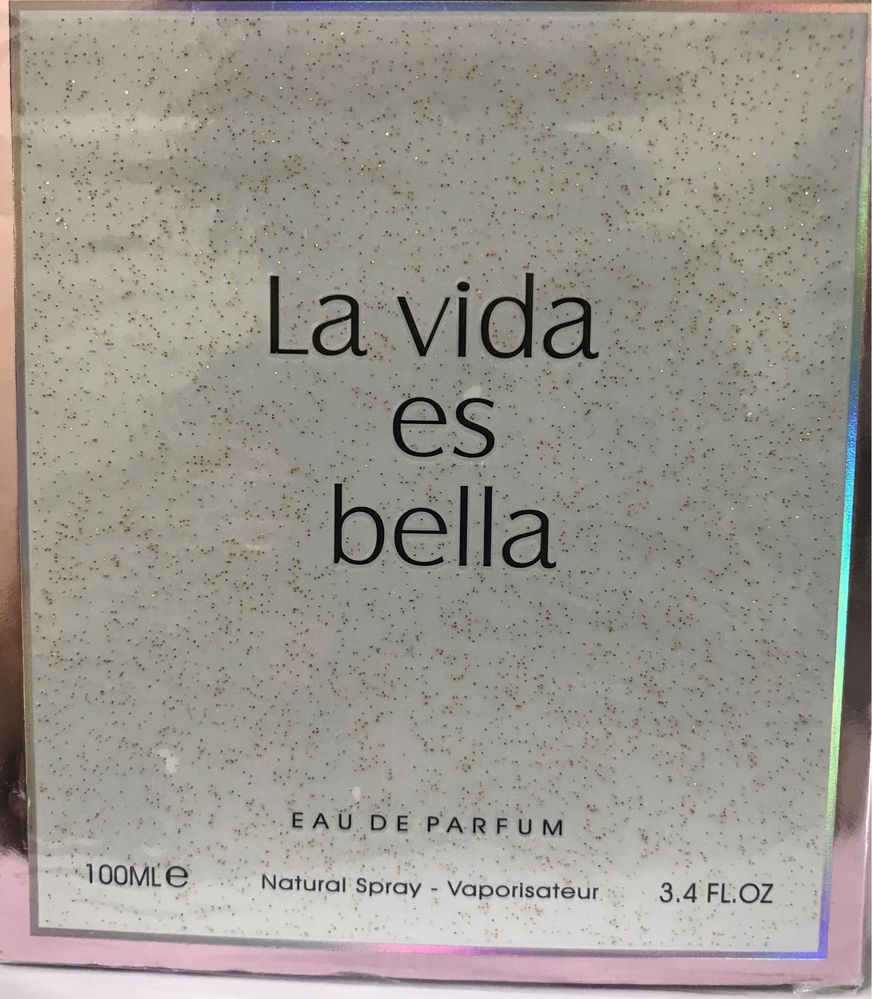 La vida
es
bella
EAU DE PARFUM
100ML℮
Natural Spray - Vaporisateur
3.4 FL.OZ